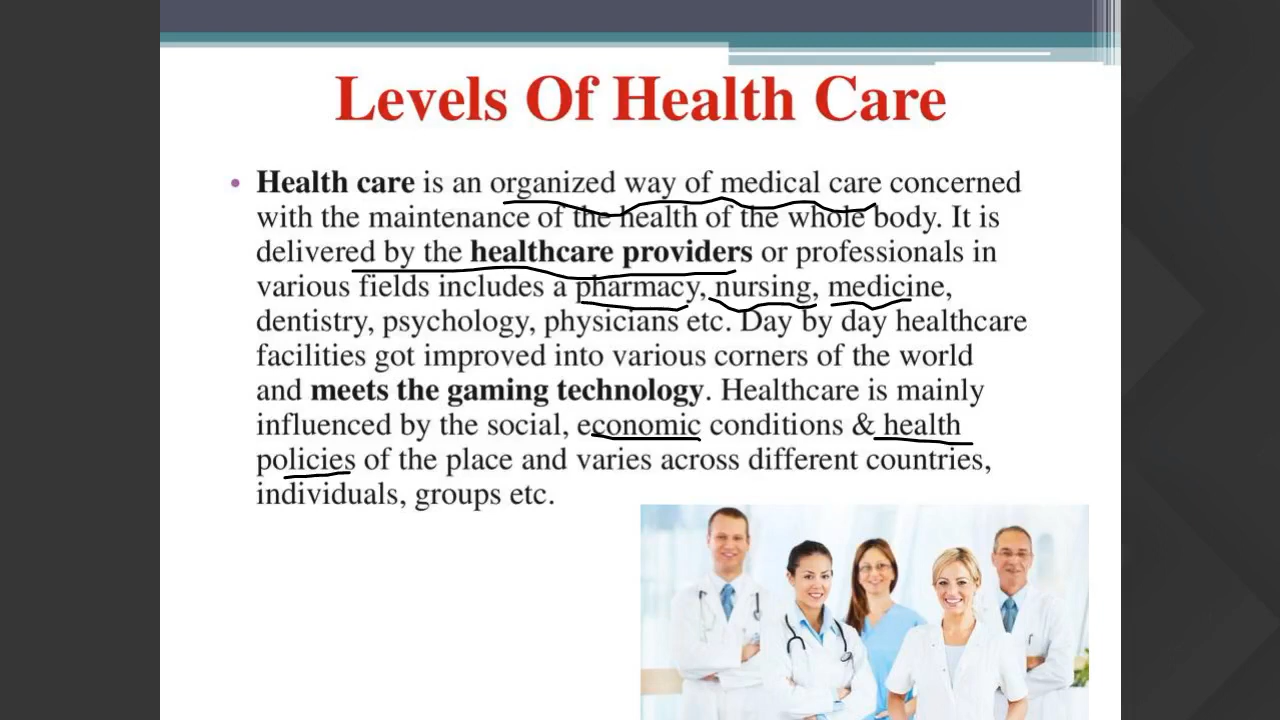 Levels Of Health Care
• Health care is an organized way of medical care concerned
with the maintenance of the health of the whole body. It is
delivered by the healthcare providers or professionals in
various fields includes a pharmacy, nursing, medicine,
dentistry, psychology, physicians etc. Day by day healthcare
facilities got improved into various corners of the world
and meets the gaming technology. Healthcare is mainly
influenced by the social, economic conditions & health
policies of the place and varies across different countries,
individuals, groups etc.